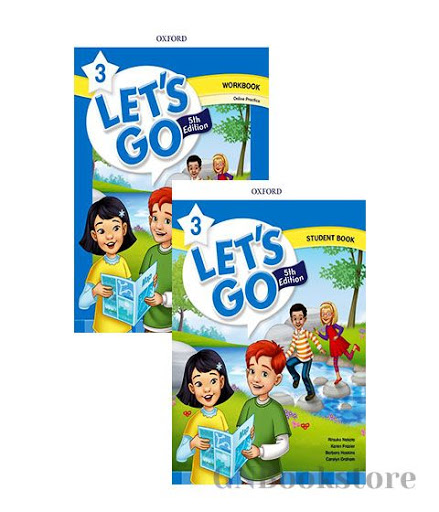 OXFORD
3
WORKBOOK
Online Practice
LET'S
GO
5th
Edition
OXFORD
3
STUDENT BOOK
LET'S
GO
5th
Edition
Map
Ritsuko Nakata
Karen Frazier
Barbara Hoskins
Carolyn Graham
GNBookstore